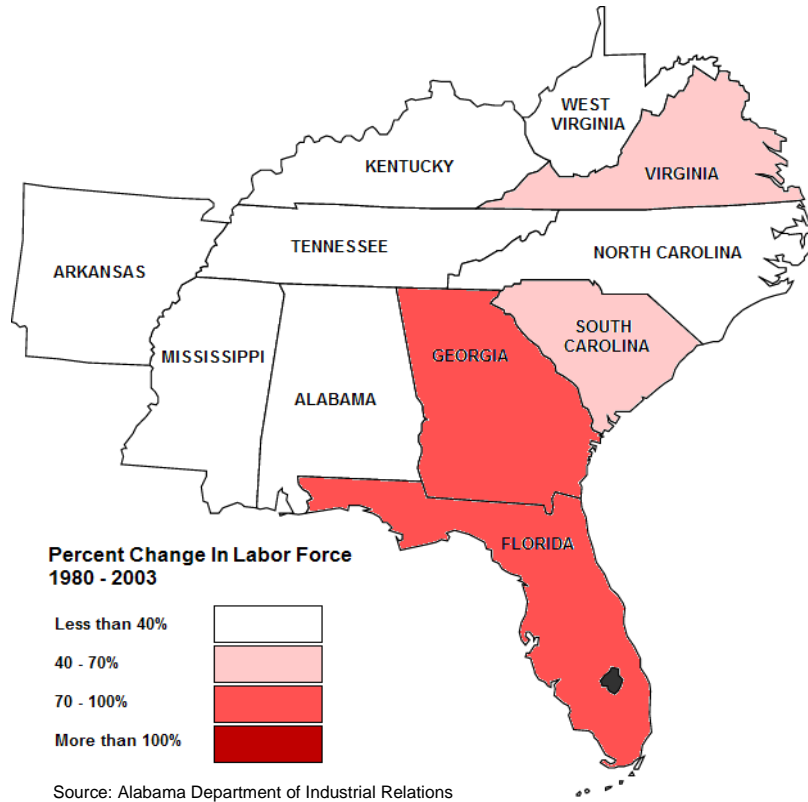 WEST
VIRGINIA
KENTUCKY
VIRGINIA
TENNESSEE
NORTH CAROLINA
ARKANSAS
SOUTH
CAROLINA
MISSISSIPPI
GEORGIA
ALABAMA
FLORIDA
Percent Change In Labor Force
1980 - 2003
Less than 40%
40 - 70%
70 - 100%
More than 100%
Source: Alabama Department of Industrial Relations